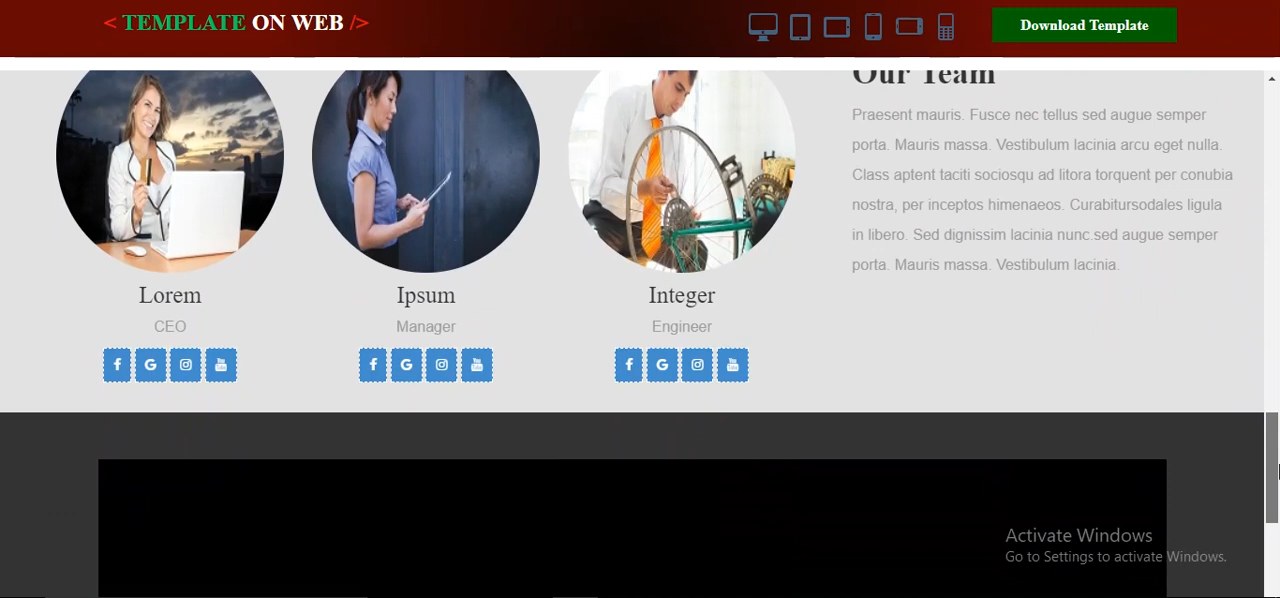 < TEMPLATE ON WEB />
Download Template
Our Team
Praesent mauris. Fusce nec tellus sed augue semper
porta. Mauris massa. Vestibulum lacinia arcu eget nulla.
Class aptent taciti sociosqu ad litora torquent per conubia
nostra, per inceptos himenaeos. Curabitursodales ligula
in libero. Sed dignissim lacinia nunc.sed augue semper
porta. Mauris massa. Vestibulum lacinia.
Lorem
CEO
Ipsum
Manager
Integer
Engineer
Activate Windows
Go to Settings to activate Windows.